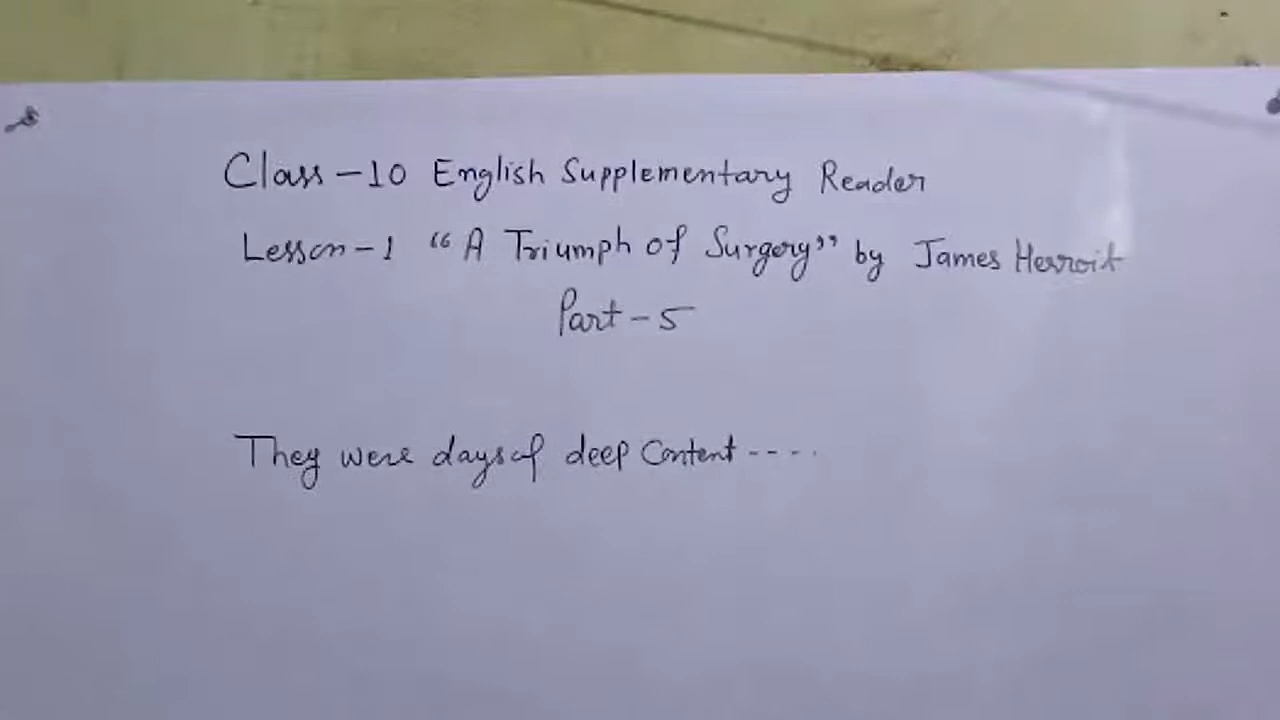 Class-10 English Supplementary Reader
Lesson-1 "A Triumph of Surgery" by James Herroit
Part-5
They were days of deep Content ----